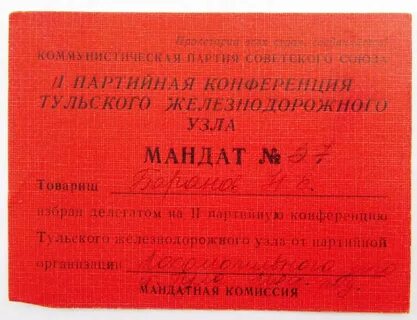 Пролетарии всех стран, соединяйтесь!
КОММУНИСТИЧЕСКАЯ ПАРТИЯ СОВЕТСКОГО СОЮЗА
II ПАРТИЙНАЯ КОНФЕРЕНЦИЯ
ТУЛЬСКОГО ЖЕЛЕЗНОДОРОЖНОГО
УЗЛА
МАНДАТ № 57
Товарищ
избран делегатом на II партийную конференцию
Тульского железнодорожного узла от партийной
организации
МАНДАТНАЯ КОМИССИЯ